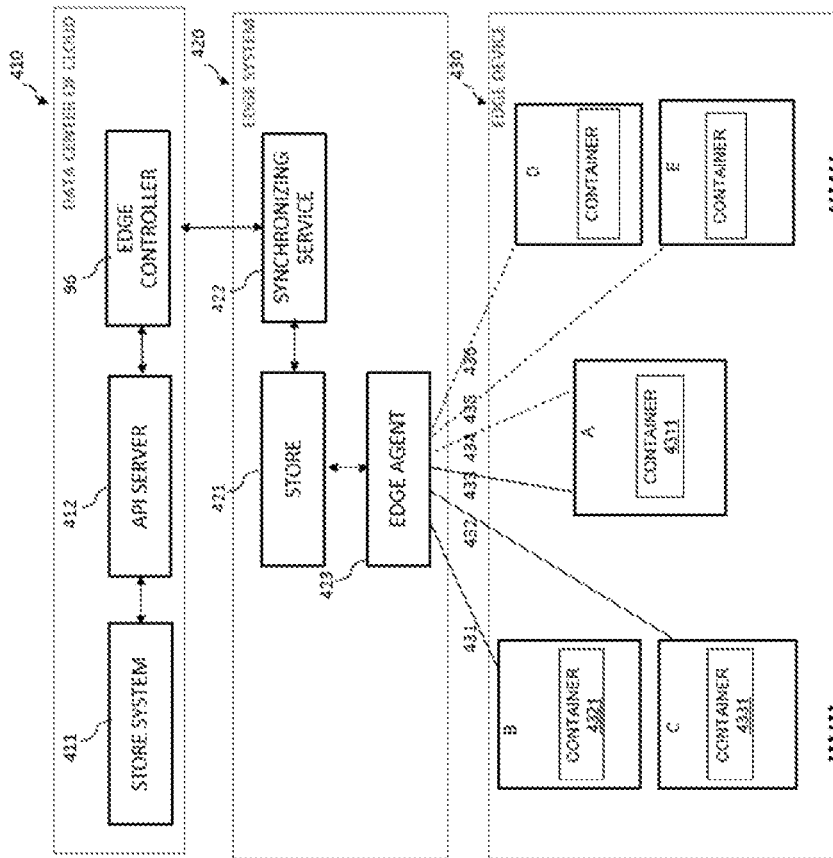 410
DATA CENTER OF CLOUD
411
STORE SYSTEM
412
API SERVER
96
EDGE
CONTROLLER
420
EDGE SYSTEM
421
STORE
422
SYNCHRONIZING
SERVICE
423
EDGE AGENT
430
EDGE DEVICE
431
432
433
434
435
436
B
CONTAINER
4321
C
CONTAINER
4331
A
CONTAINER
4311
D
CONTAINER
E
CONTAINER